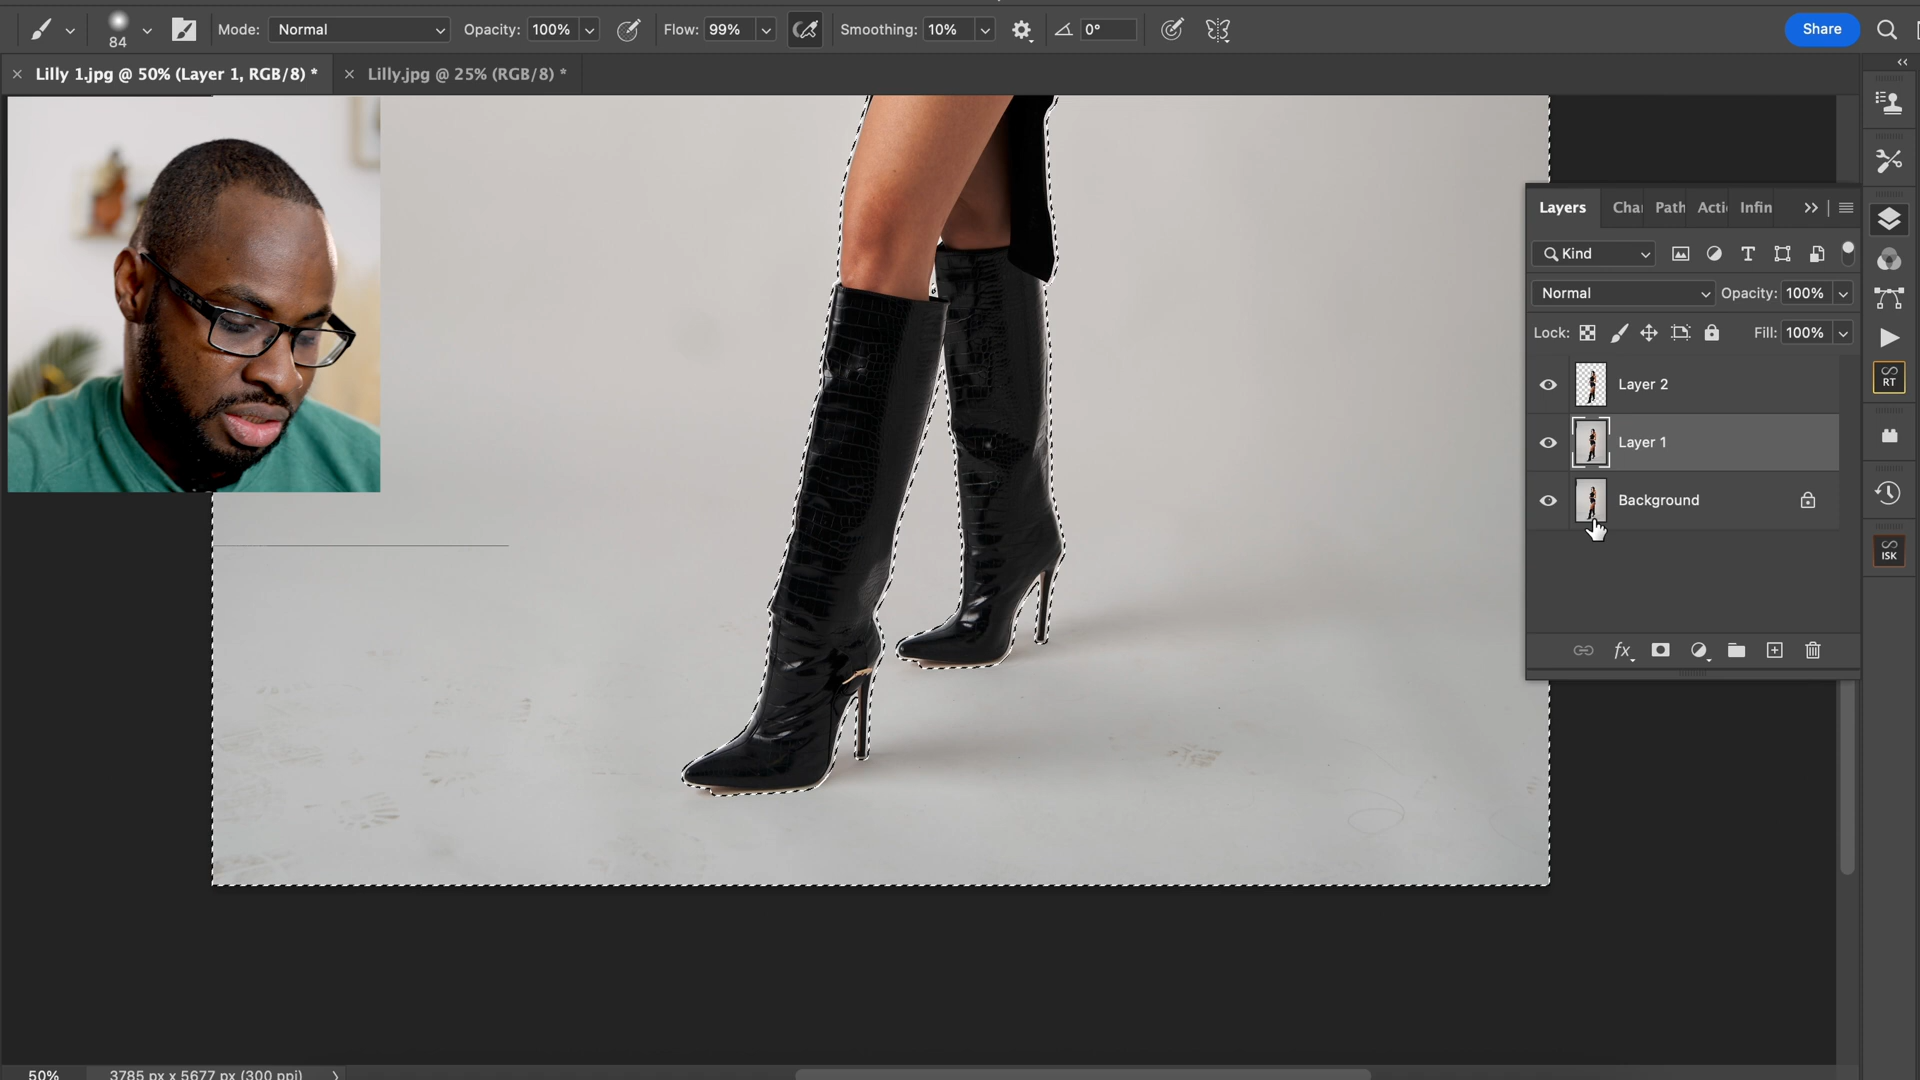 84
Mode: Normal
Opacity: 100%
Flow: 99%
Smoothing: 10%
0°
Share
× Lilly 1.jpg @ 50% (Layer 1, RGB/8) *
× Lilly.jpg @ 25% (RGB/8) *
Layers Chai Path Acti Infin
Kind
Normal
Opacity: 100%
Lock:
Fill: 100%
Layer 2
Layer 1
Background
fx
RT
ISK
50% 3785 px x 5677 px (300 ppi)